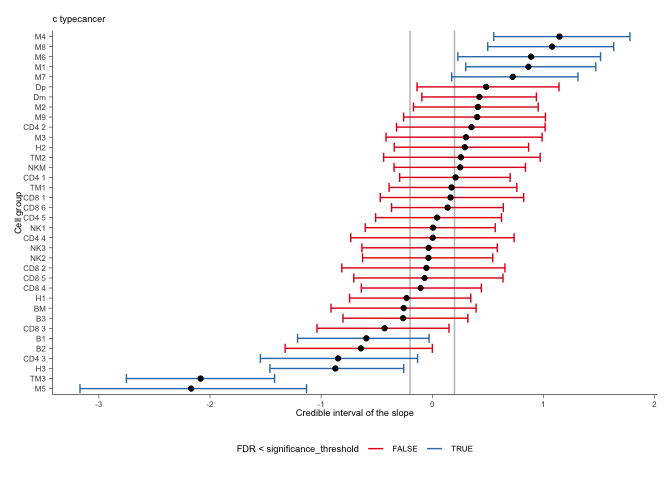 c typecancer
Cell group
M4
M8
M6
M1
M7
Dp
Dm
M2
M9
CD4 2
M3
H2
TM2
NKM
CD4 1
TM1
CD8 1
CD8 6
CD4 5
NK1
CD4 4
NK3
NK2
CD8 2
CD8 5
CD8 4
H1
BM
B3
CD8 3
B1
B2
CD4 3
H3
TM3
M5
-3 -2 -1 0 1 2
Credible interval of the slope
FDR < significance_threshold FALSE TRUE